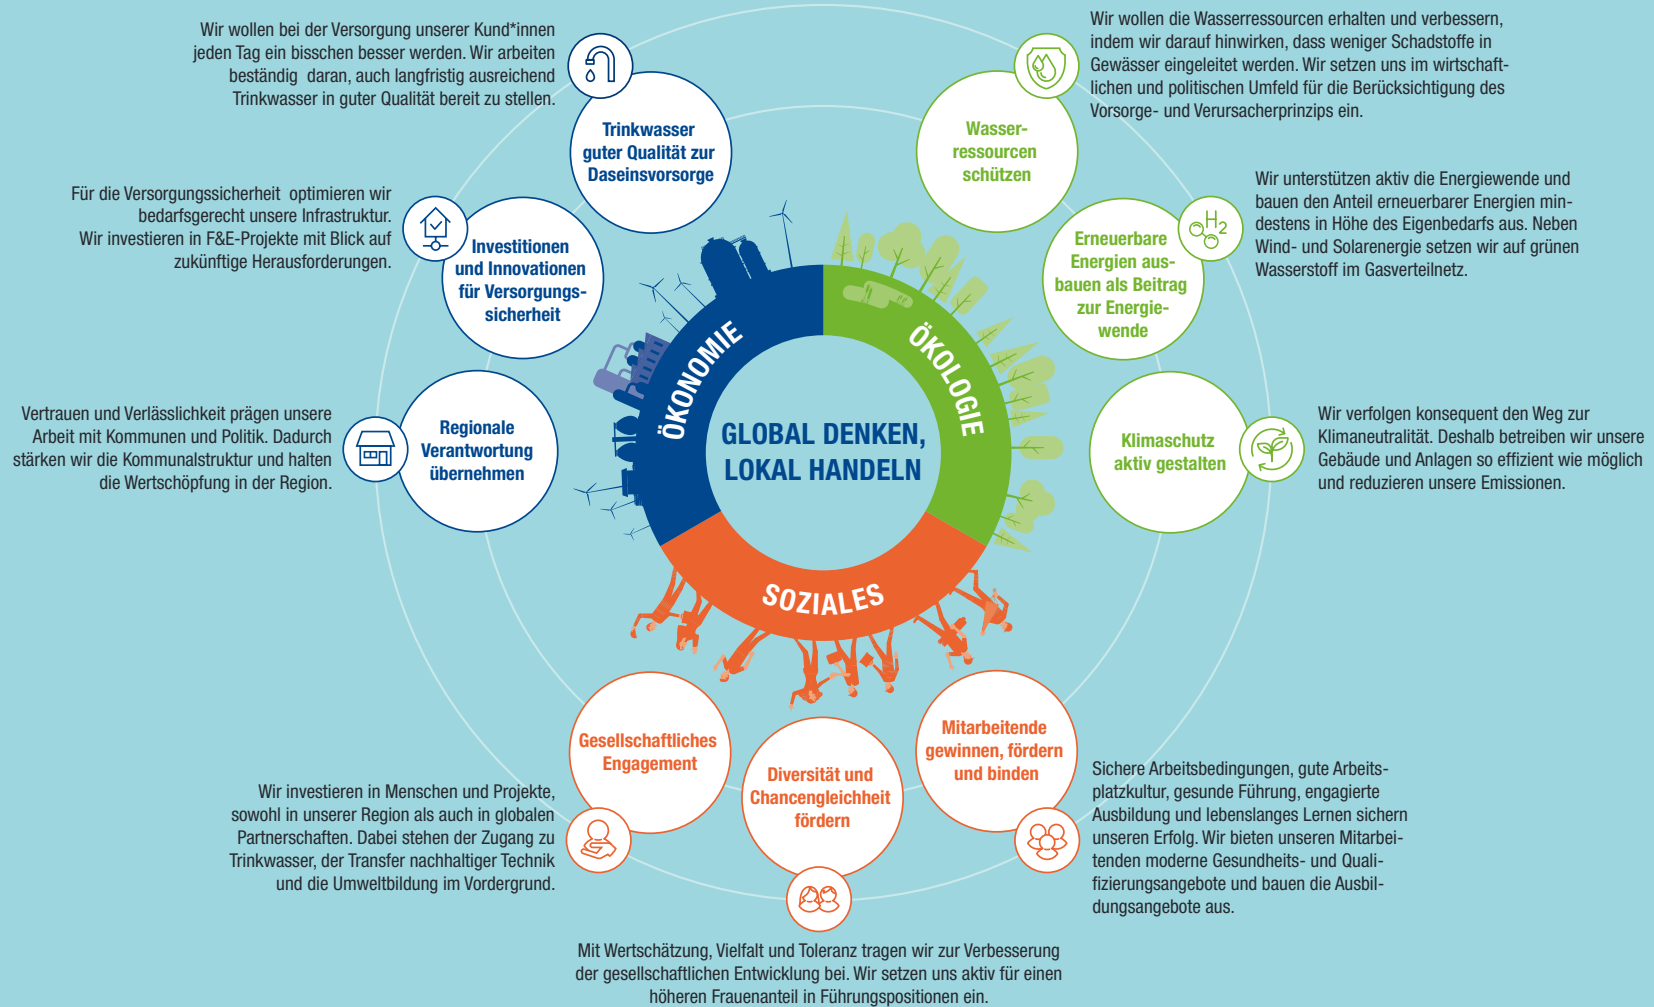 Wir wollen bei der Versorgung unserer Kund*innen
jeden Tag ein bisschen besser werden. Wir arbeiten
beständig daran, auch langfristig ausreichend
Trinkwasser in guter Qualität bereit zu stellen.
Trinkwasser
guter Qualität zur
Daseinsvorsorge
Für die Versorgungssicherheit optimieren wir
bedarfsgerecht unsere Infrastruktur.
Wir investieren in F&E-Projekte mit Blick auf
zukünftige Herausforderungen.
Investitionen
und Innovationen
für Versorgungs-
sicherheit
Vertrauen und Verlässlichkeit prägen unsere
Arbeit mit Kommunen und Politik. Dadurch
stärken wir die Kommunalstruktur und halten
die Wertschöpfung in der Region.
Regionale
Verantwortung
übernehmen
Wir wollen die Wasserressourcen erhalten und verbessern,
indem wir darauf hinwirken, dass weniger Schadstoffe in
Gewässer eingeleitet werden. Wir setzen uns im wirtschaft-
lichen und politischen Umfeld für die Berücksichtigung des
Vorsorge- und Verursacherprinzips ein.
Wasser-
ressourcen
schützen
Wir unterstützen aktiv die Energiewende und
bauen den Anteil erneuerbarer Energien min-
destens in Höhe des Eigenbedarfs aus. Neben
Wind- und Solarenergie setzen wir auf grünen
Wasserstoff im Gasverteilnetz.
H2
Erneuerbare
Energien aus-
bauen als Beitrag
zur Energie-
wende
Wir verfolgen konsequent den Weg zur
Klimaneutralität. Deshalb betreiben wir unsere
Gebäude und Anlagen so effizient wie möglich
und reduzieren unsere Emissionen.
Klimaschutz
aktiv gestalten
ÖKONOMIE
ÖKOLOGIE
GLOBAL DENKEN,
LOKAL HANDELN
SOZIALES
Gesellschaftliches
Engagement
Wir investieren in Menschen und Projekte,
sowohl in unserer Region als auch in globalen
Partnerschaften. Dabei stehen der Zugang zu
Trinkwasser, der Transfer nachhaltiger Technik
und die Umweltbildung im Vordergrund.
Diversität und
Chancengleichheit
fördern
Mit Wertschätzung, Vielfalt und Toleranz tragen wir zur Verbesserung
der gesellschaftlichen Entwicklung bei. Wir setzen uns aktiv für einen
höheren Frauenanteil in Führungspositionen ein.
Mitarbeitende
gewinnen, fördern
und binden
Sichere Arbeitsbedingungen, gute Arbeits-
platzkultur, gesunde Führung, engagierte
Ausbildung und lebenslanges Lernen sichern
unseren Erfolg. Wir bieten unseren Mitarbei-
tenden moderne Gesundheits- und Quali-
fizierungsangebote und bauen die Ausbil-
dungsangebote aus.